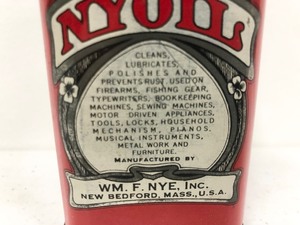 NYOIL
CLEANS,
LUBRICATES,
POLISHES AND
PREVENTS RUST. USED ON
FIREARMS, FISHING GEAR,
TYPEWRITERS, BOOKKEEPING
MACHINES, SEWING MACHINES,
MOTOR DRIVEN APPLIANCES,
TOOLS, LOCKS, HOUSEHOLD
MECHANISM, PIANOS,
MUSICAL INSTRUMENTS,
METAL WORK AND
FURNITURE.
MANUFACTURED BY
WM. F. NYE, INC.
NEW BEDFORD, MASS., U.S.A.